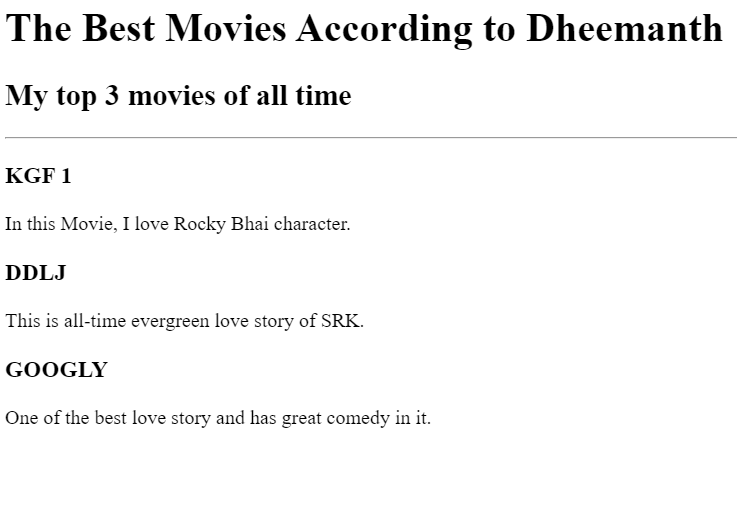 The Best Movies According to Dheemanth
My top 3 movies of all time
KGF 1
In this Movie, I love Rocky Bhai character.
DDLJ
This is all-time evergreen love story of SRK.
GOOGLY
One of the best love story and has great comedy in it.